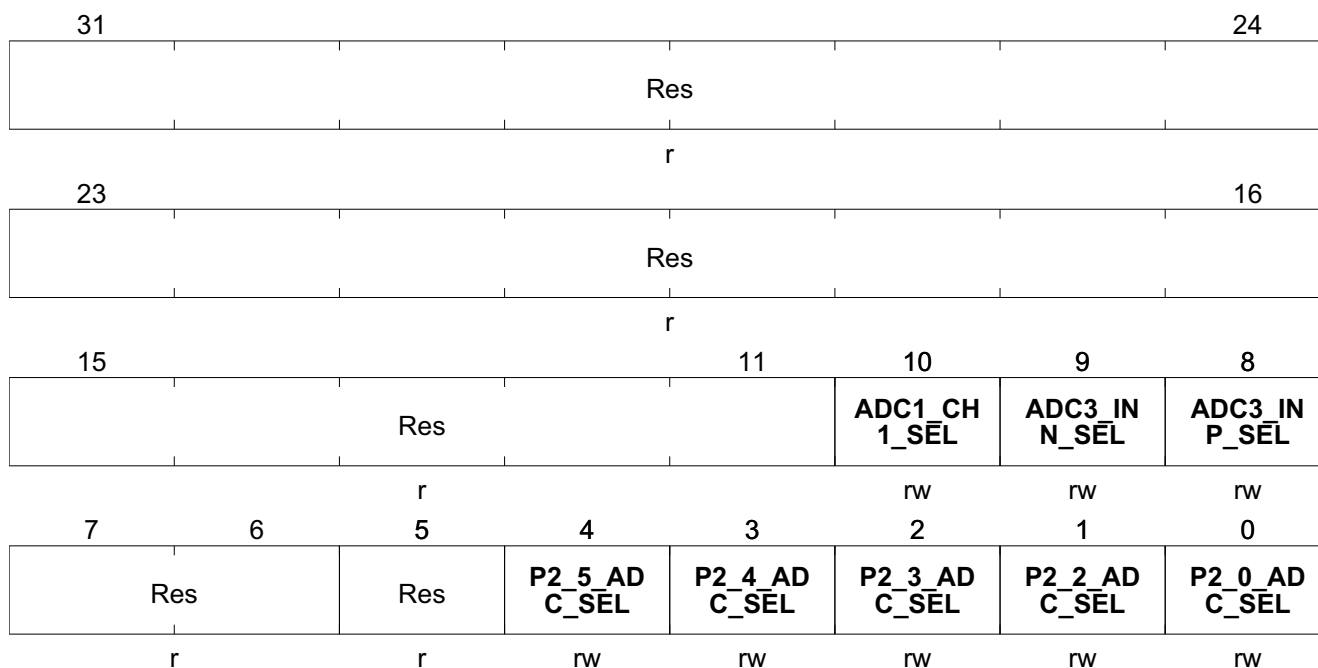 31 24
Res
r
23 16
Res
r
15 11 10 9 8
Res ADC1_CH ADC3_IN ADC3_IN
1_SEL N_SEL P_SEL
r rw rw rw
7 6 5 4 3 2 1 0
Res Res P2_5_AD P2_4_AD P2_3_AD P2_2_AD P2_0_AD
C_SEL C_SEL C_SEL C_SEL C_SEL
r r rw rw rw rw rw